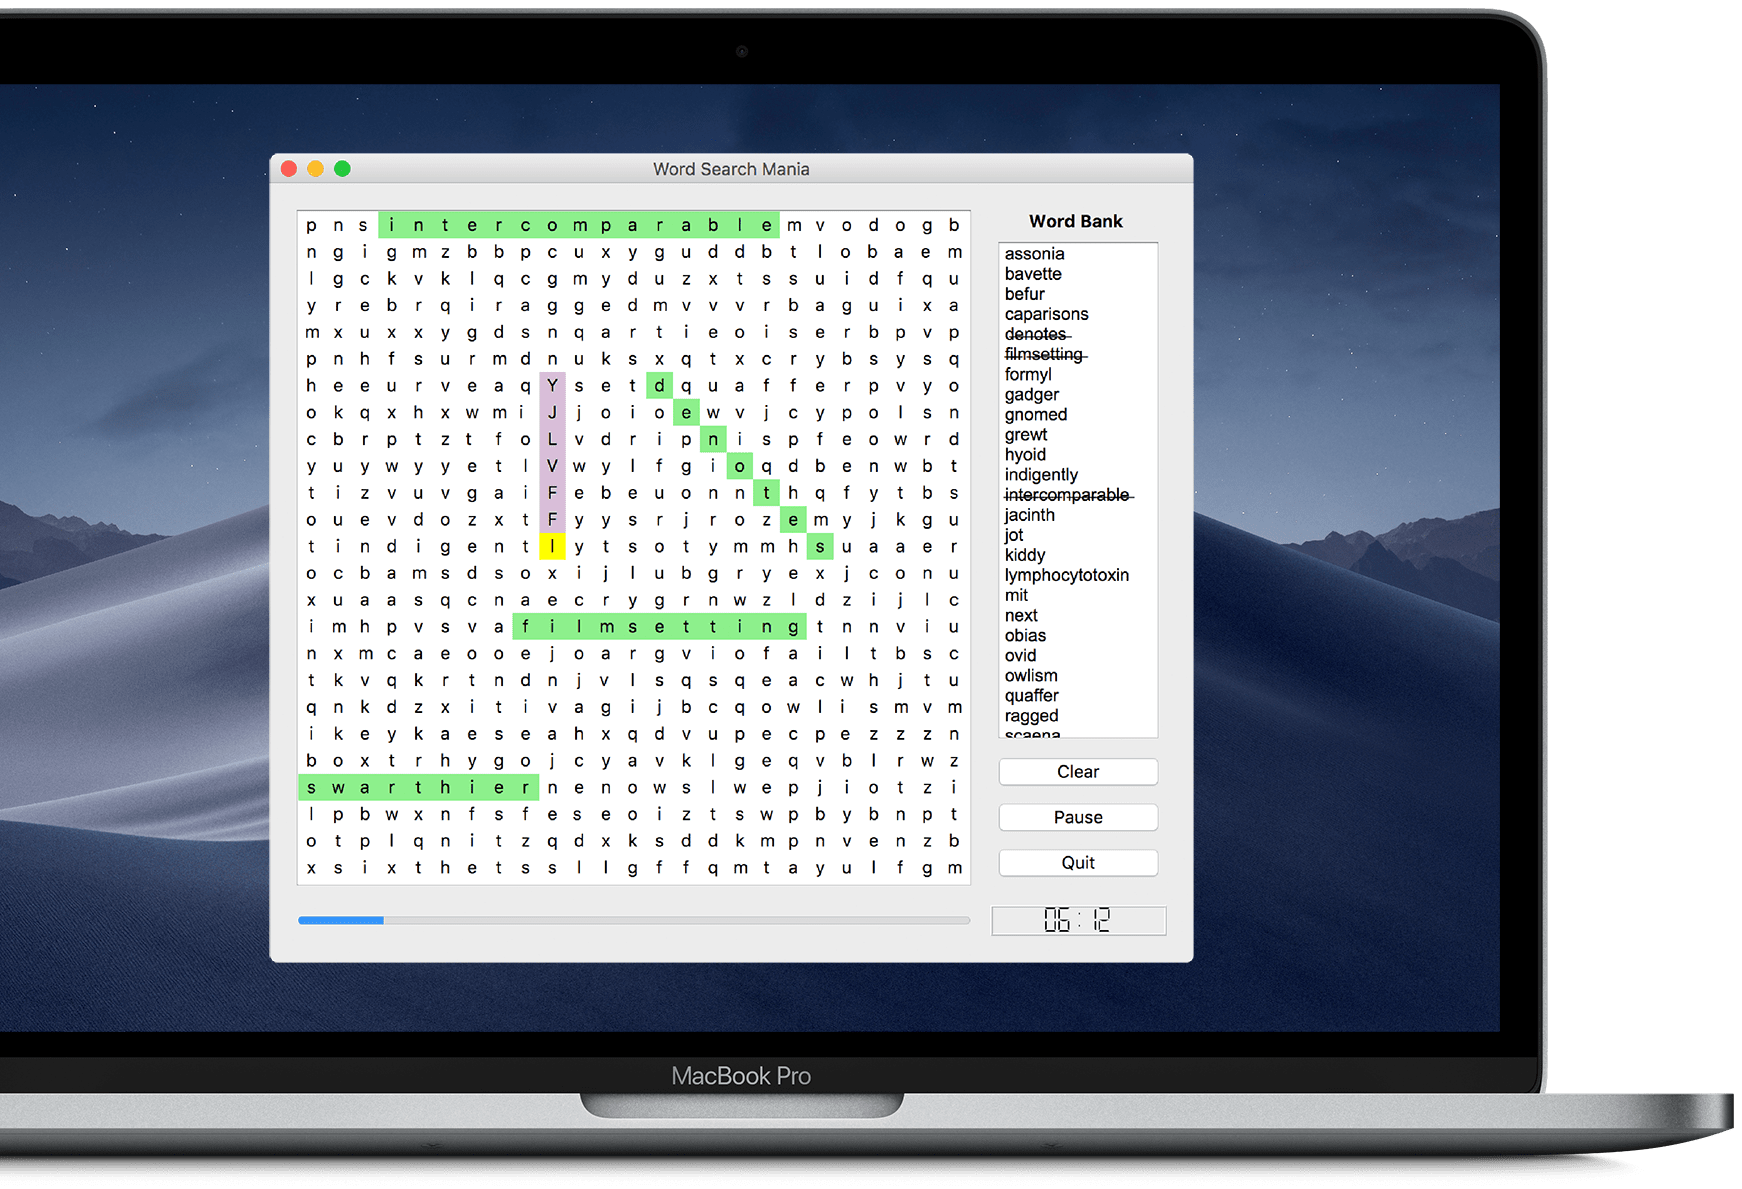 Word Search Mania
p n s i n t e r c o m p a r a b l e m v o d o g b
n g i g m z b b p c u x y g u d d b t l o b a e m
l g c k v k l q c g m y d u z x t s s u i d f q u
y r e b r q i r a g g e d m v v v r b a g u i x a
m x u x x y g d s n q a r t i e o i s e r b p v p
p n h f s u r m d n u k s x q t x c r y b s y s q
h e e u r v e a q Y s e t d q u a f f e r p v y o
o k q x h x w m i J j o i o e w v j c y p o l s n
c b r p t z t f o L v d r i p n i s p f e o w r d
y u y w y y e t l V w y l f g i o q d b e n w b t
t i z v u v g a i F e b e u o n n t h q f y t b s
o u e v d o z x t F y y s r j r o z e m y j k g u
t i n d i g e n t l y t s o t y m m h s u a a e r
o c b a m s d s o x i j l u b g r y e x j c o n u
x u a a s q c n a e c r y g r n w z l d z i j l c
i m h p v s v a f i l m s e t t i n g t n n v i u
n x m c a e o o e j o a r g v i o f a i l t b s c
t k v q k r t n d n j v l s q s q e a c w h j t u
q n k d z x i t i v a g i j b c q o w l i s m v m
i k e y k a e s e a h x q d v u p e c p e z z z n
b o x t r h y g o j c y a v k l g e q v b l r w z
s w a r t h i e r n e n o w s l w e p j i o t z i
l p b w x n f s f e s e o i z t s w p b y b n p t
o t p l q n i t z q d x k s d d k m p n v e n z b
x s i x t h e t s s l l g f f q m t a y u l f g m
Word Bank
assonia
bavette
befur
caparisons
denotes
filmsetting
formyl
gadger
gnomed
grewt
hyoid
indigently
intercomparable
jacinth
jot
kiddy
lymphocytotoxin
mit
next
obias
ovid
owlism
quaffer
ragged
scaena
Clear
Pause
Quit
06:12
MacBook Pro